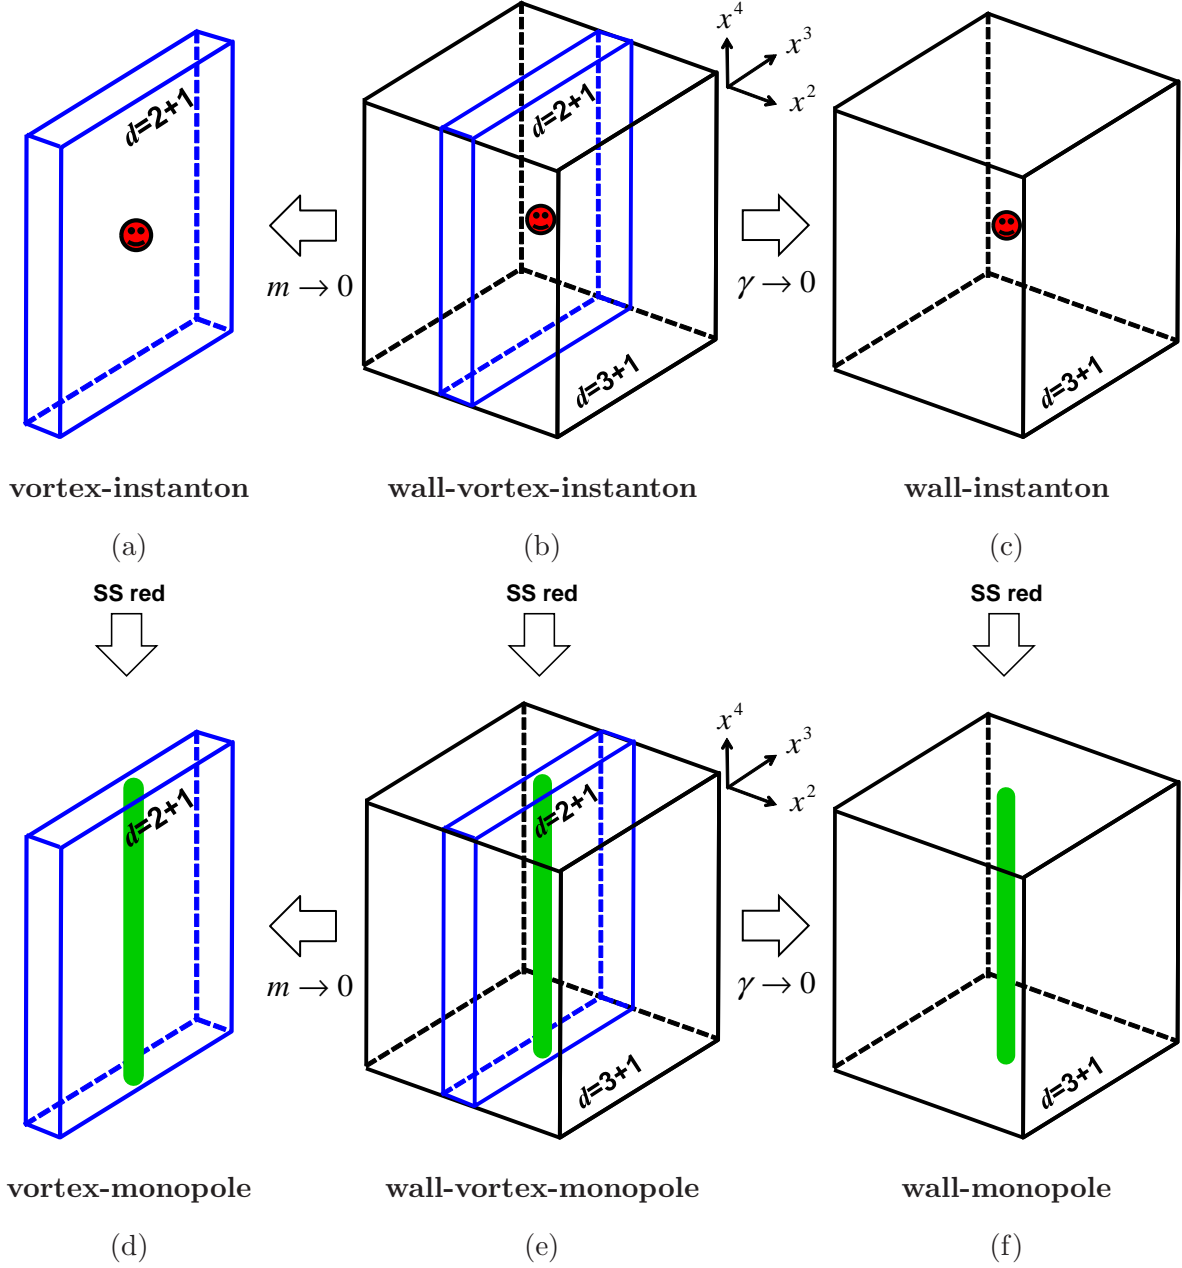 x⁴
x³
x²
d=2+1
d=2+1
m → 0
γ → 0
d=3+1
d=3+1
vortex-instanton wall-vortex-instanton wall-instanton
(a) (b) (c)
SS red SS red SS red
x⁴
x³
x²
d=2+1
d=2+1
m → 0
γ → 0
d=3+1
d=3+1
vortex-monopole wall-vortex-monopole wall-monopole
(d) (e) (f)